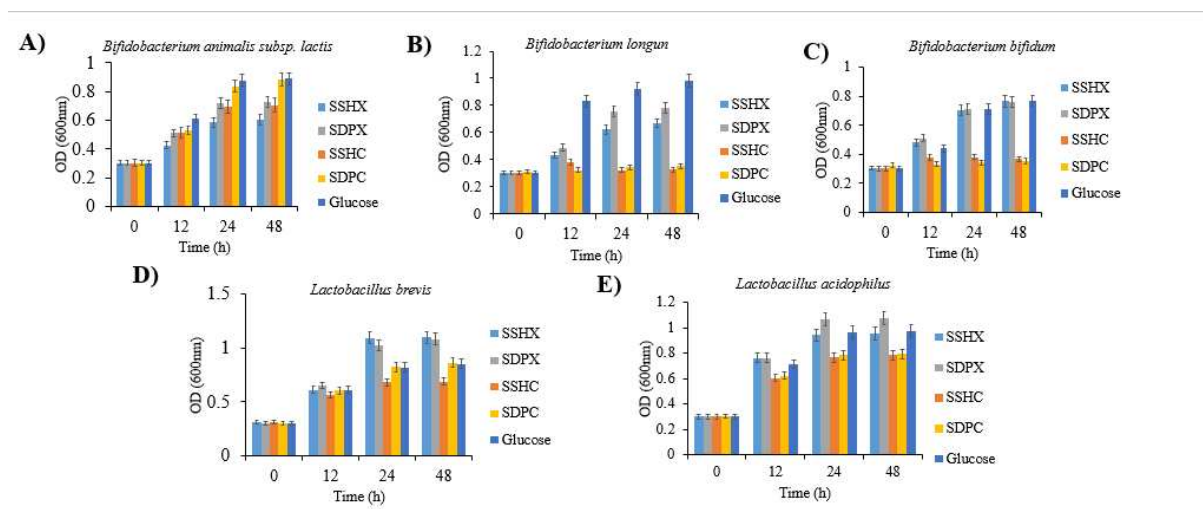 A)
Bifidobacterium animalis subsp. lactis
OD (600nm)
1
0.8
0.6
0.4
0.2
0
0 12 24 48
Time (h)
SSHX
SDPX
SSHC
SDPC
Glucose
B)
Bifidobacterium longun
OD (600nm)
1.2
1
0.8
0.6
0.4
0.2
0
0 12 24 48
Time (h)
SSHX
SDPX
SSHC
SDPC
Glucose
C)
Bifidobacterium bifidum
OD (600nm)
1
0.8
0.6
0.4
0.2
0
0 12 24 48
Time (h)
SSHX
SDPX
SSHC
SDPC
Glucose
D)
Lactobacillus brevis
OD (600nm)
1.5
1
0.5
0
0 12 24 48
Time (h)
SSHX
SDPX
SSHC
SDPC
Glucose
E)
Lactobacillus acidophilus
OD (600nm)
1.2
1
0.8
0.6
0.4
0.2
0
0 12 24 48
Time (h)
SSHX
SDPX
SSHC
SDPC
Glucose